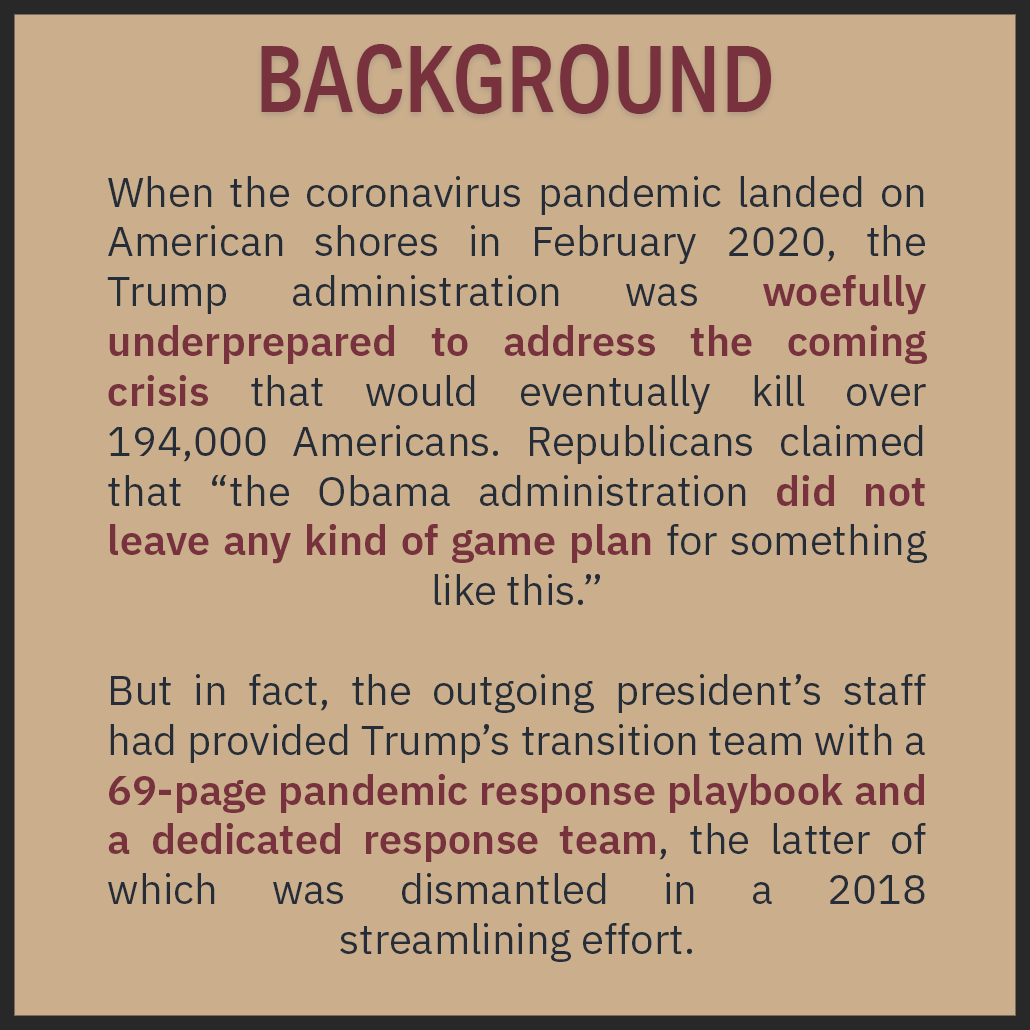 BACKGROUND
When the coronavirus pandemic landed on
American shores in February 2020, the
Trump administration was woefully
underprepared to address the coming
crisis that would eventually kill over
194,000 Americans. Republicans claimed
that “the Obama administration did not
leave any kind of game plan for something
like this.”
But in fact, the outgoing president’s staff
had provided Trump’s transition team with a
69-page pandemic response playbook and
a dedicated response team, the latter of
which was dismantled in a 2018
streamlining effort.